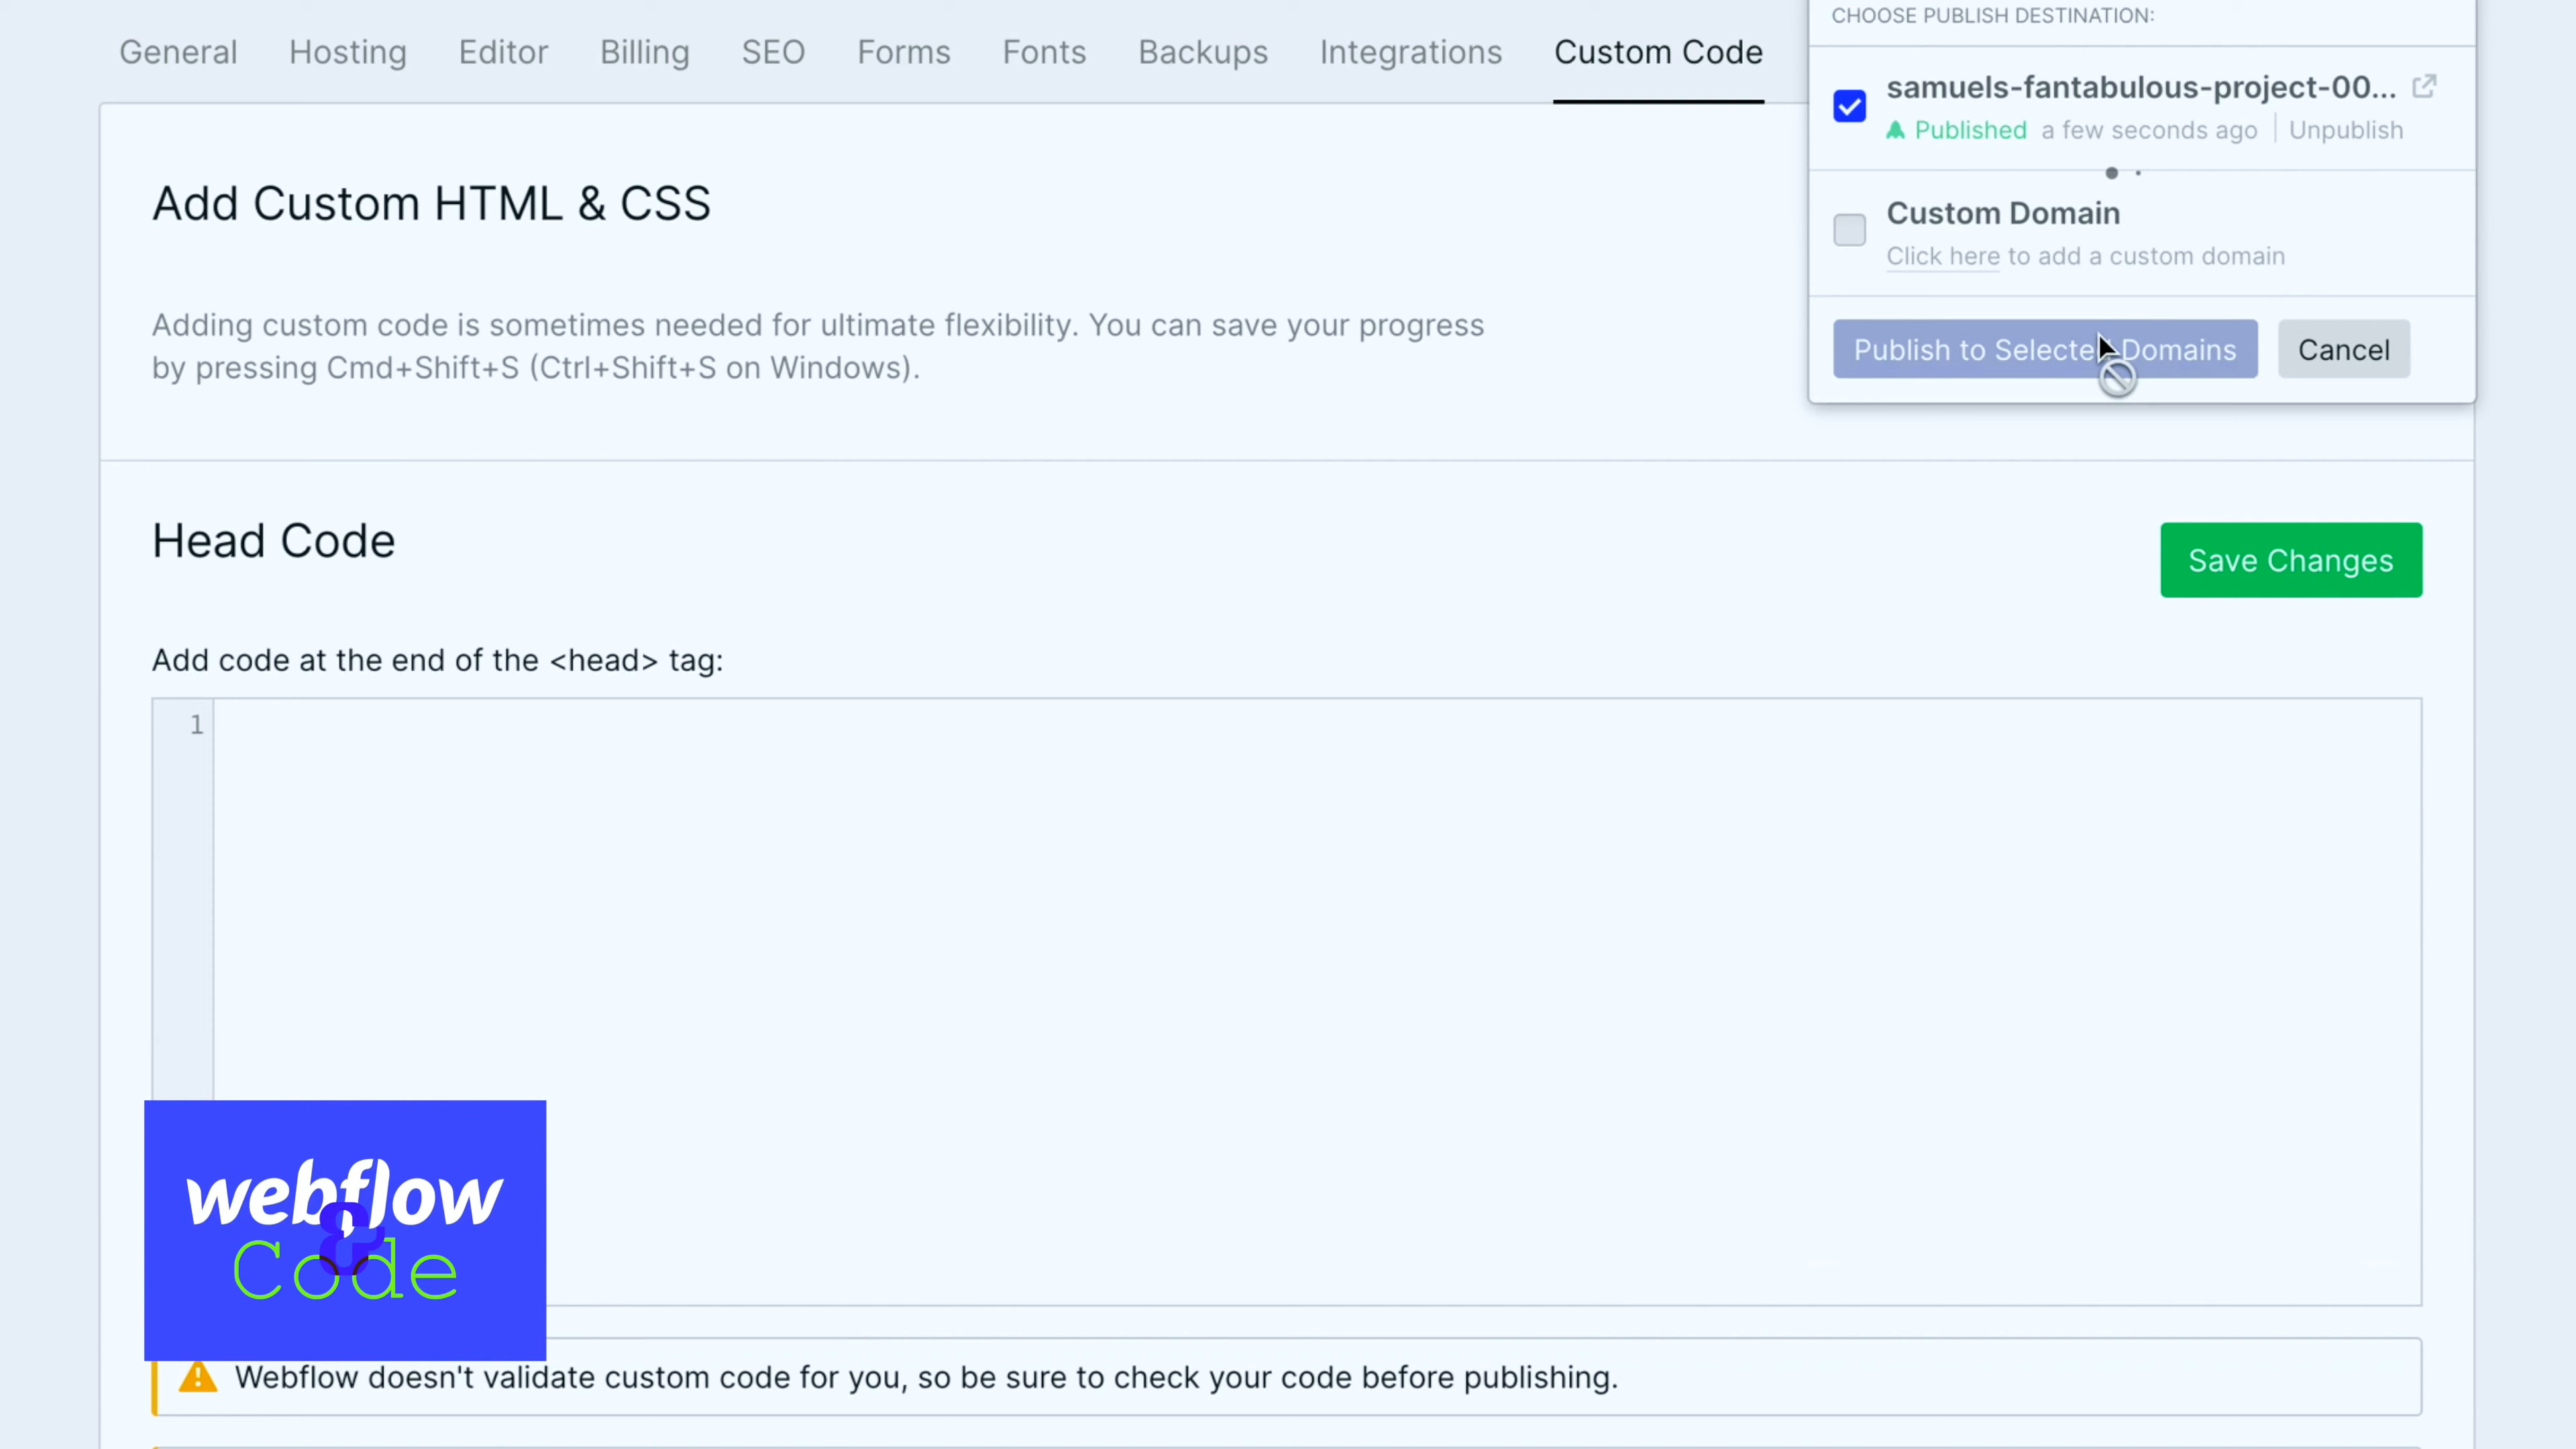 General Hosting Editor Billing SEO Forms Fonts Backups Integrations Custom Code
CHOOSE PUBLISH DESTINATION:
samuels-fantabulous-project-00...
Published a few seconds ago Unpublish
Custom Domain
Click here to add a custom domain
Publish to Selected Domains Cancel
Add Custom HTML & CSS
Adding custom code is sometimes needed for ultimate flexibility. You can save your progress
by pressing Cmd+Shift+S (Ctrl+Shift+S on Windows).
Head Code
Save Changes
Add code at the end of the <head> tag:
1
webflow
&
Code
Webflow doesn't validate custom code for you, so be sure to check your code before publishing.